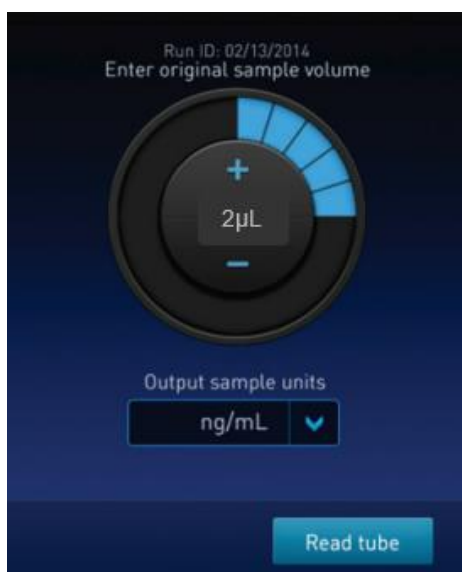 Run ID: 02/13/2014
Enter original sample volume
+
2µL
−
Output sample units
ng/mL
Read tube